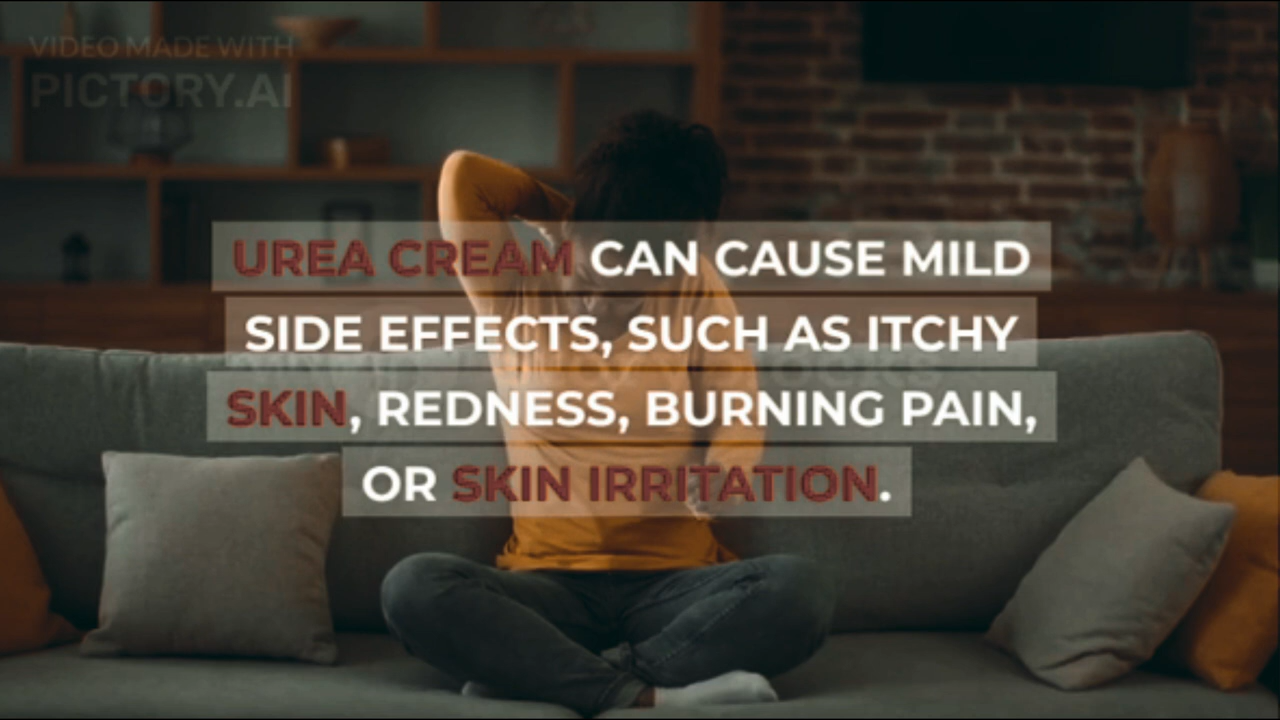 VIDEO MADE WITH
PICTORY.AI
UREA CREAM CAN CAUSE MILD
SIDE EFFECTS, SUCH AS ITCHY
SKIN, REDNESS, BURNING PAIN,
OR SKIN IRRITATION.